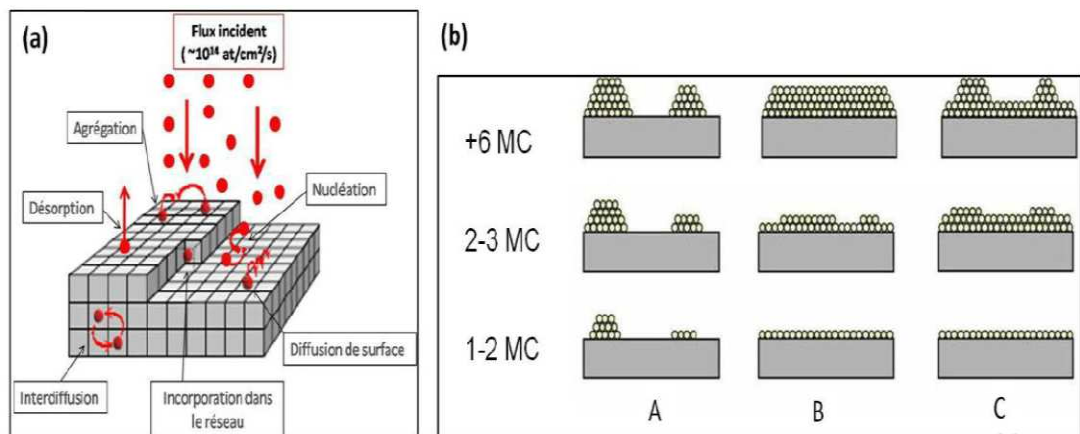 (a)
Flux incident
( ~10¹⁴ at/cm²/s)
Agrégation
Désorption
Nucléation
Diffusion de surface
Interdiffusion
Incorporation dans
le réseau
(b)
+6 MC
2-3 MC
1-2 MC
A
B
C